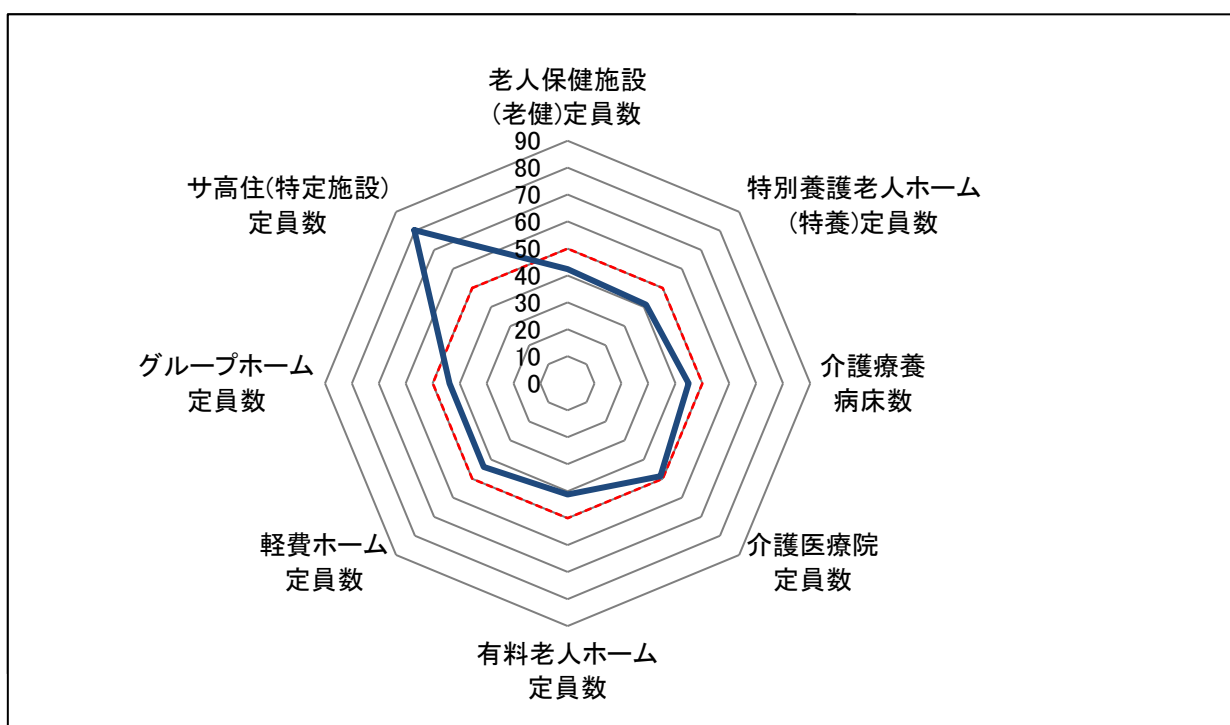 老人保健施設
(老健)定員数
特別養護老人ホーム
(特養)定員数
介護療養
病床数
介護医療院
定員数
有料老人ホーム
定員数
軽費ホーム
定員数
グループホーム
定員数
サ高住(特定施設)
定員数
90
80
70
60
50
40
30
20
10
0